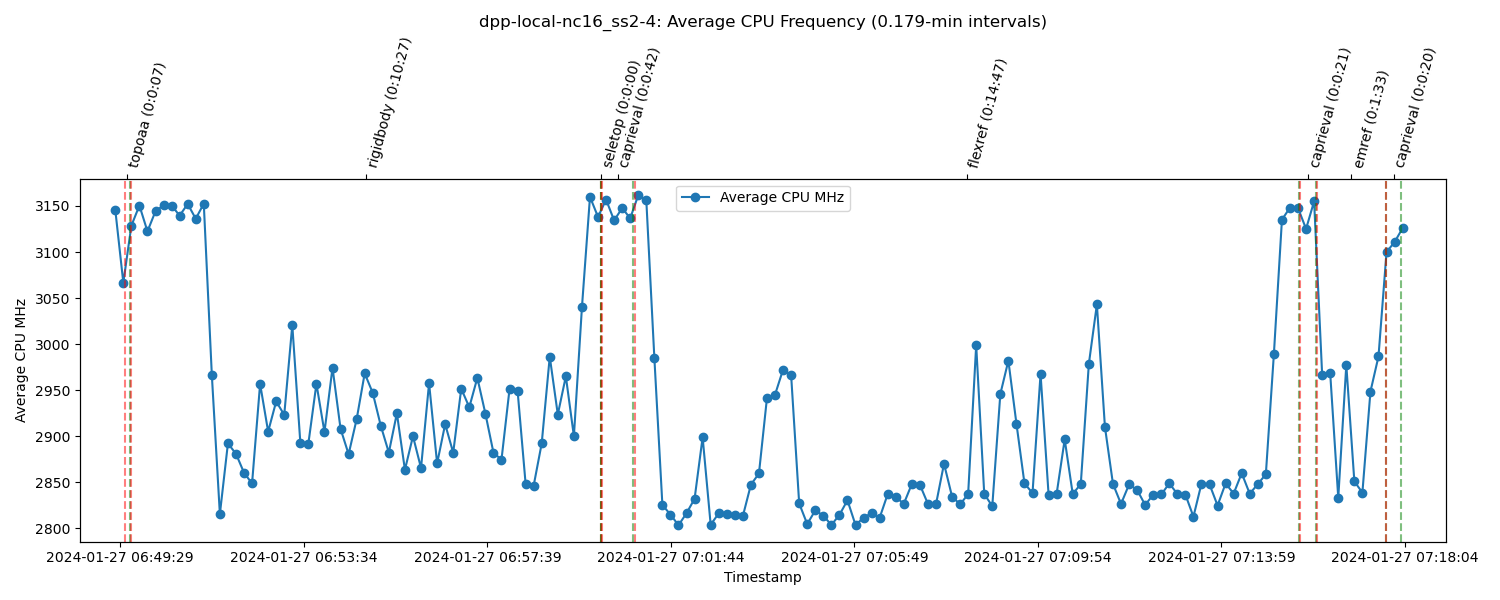 dpp-local-nc16_ss2-4: Average CPU Frequency (0.179-min intervals)
topoaa (0:0:07)
rigidbody (0:10:27)
seletop (0:0:00)
caprieval (0:0:42)
flexref (0:14:47)
caprieval (0:0:21)
emref (0:1:33)
caprieval (0:0:20)
Average CPU MHz
Average CPU MHz
3150
3100
3050
3000
2950
2900
2850
2800
2024-01-27 06:49:29
2024-01-27 06:53:34
2024-01-27 06:57:39
2024-01-27 07:01:44
2024-01-27 07:05:49
2024-01-27 07:09:54
2024-01-27 07:13:59
2024-01-27 07:18:04
Timestamp